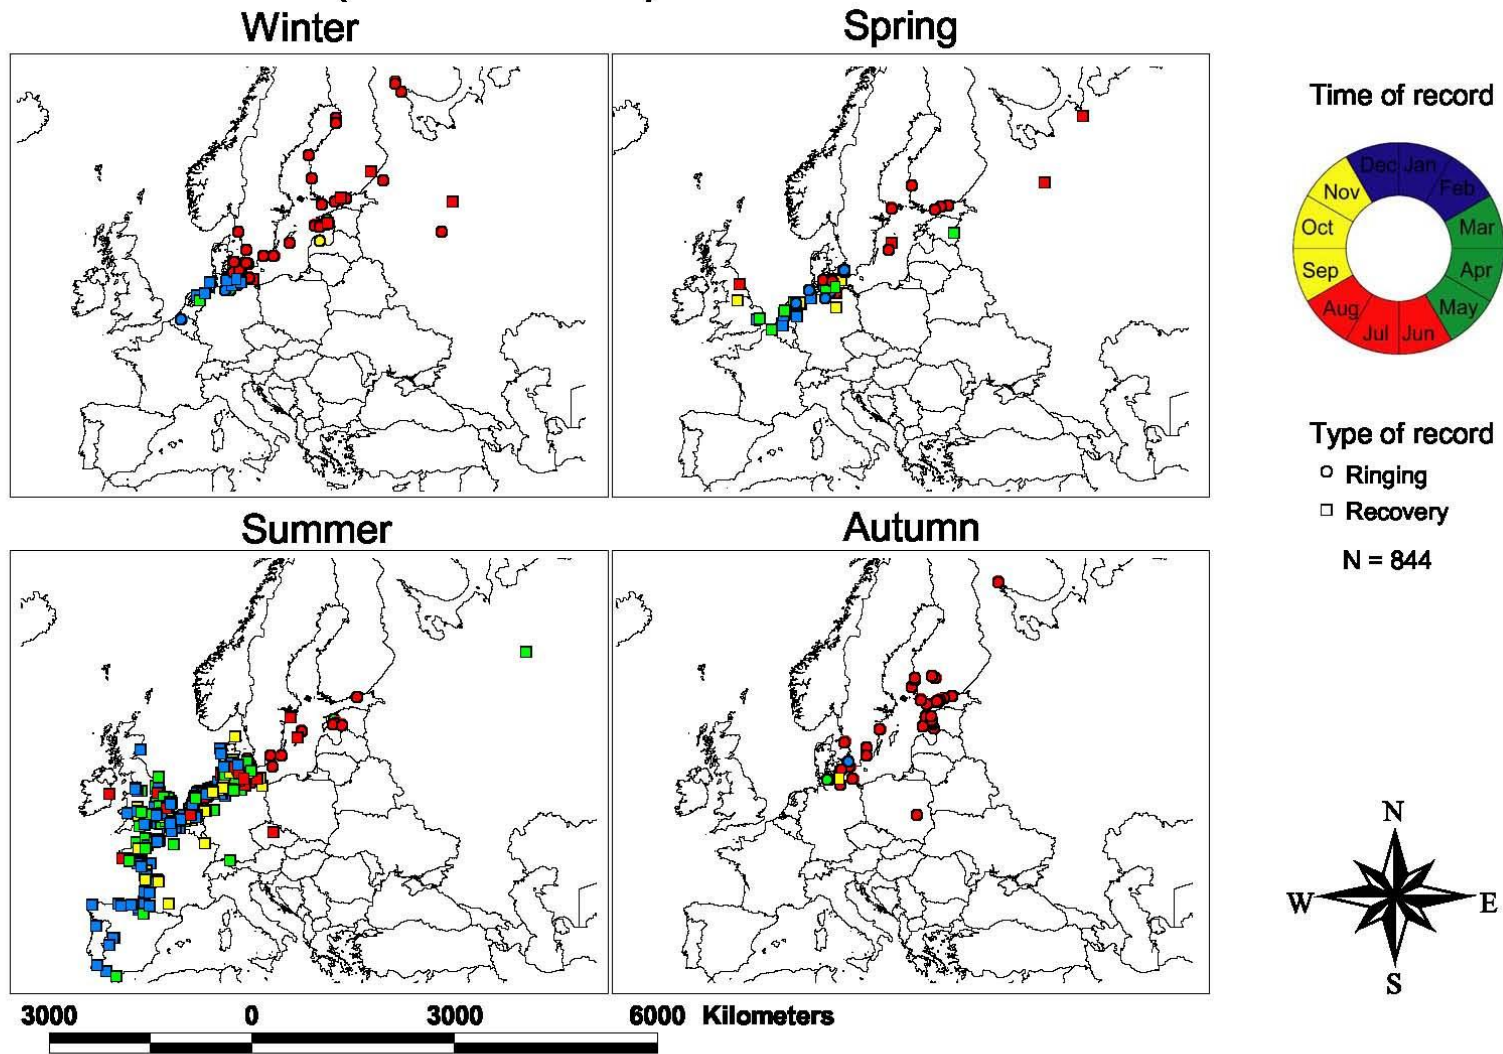 Winter
Spring
Time of record
Dec
Jan
Feb
Mar
Apr
May
Jun
Jul
Aug
Sep
Oct
Nov
Type of record
Ringing
Recovery
N = 844
Summer
Autumn
N
W
E
S
3000 0 3000 6000 Kilometers